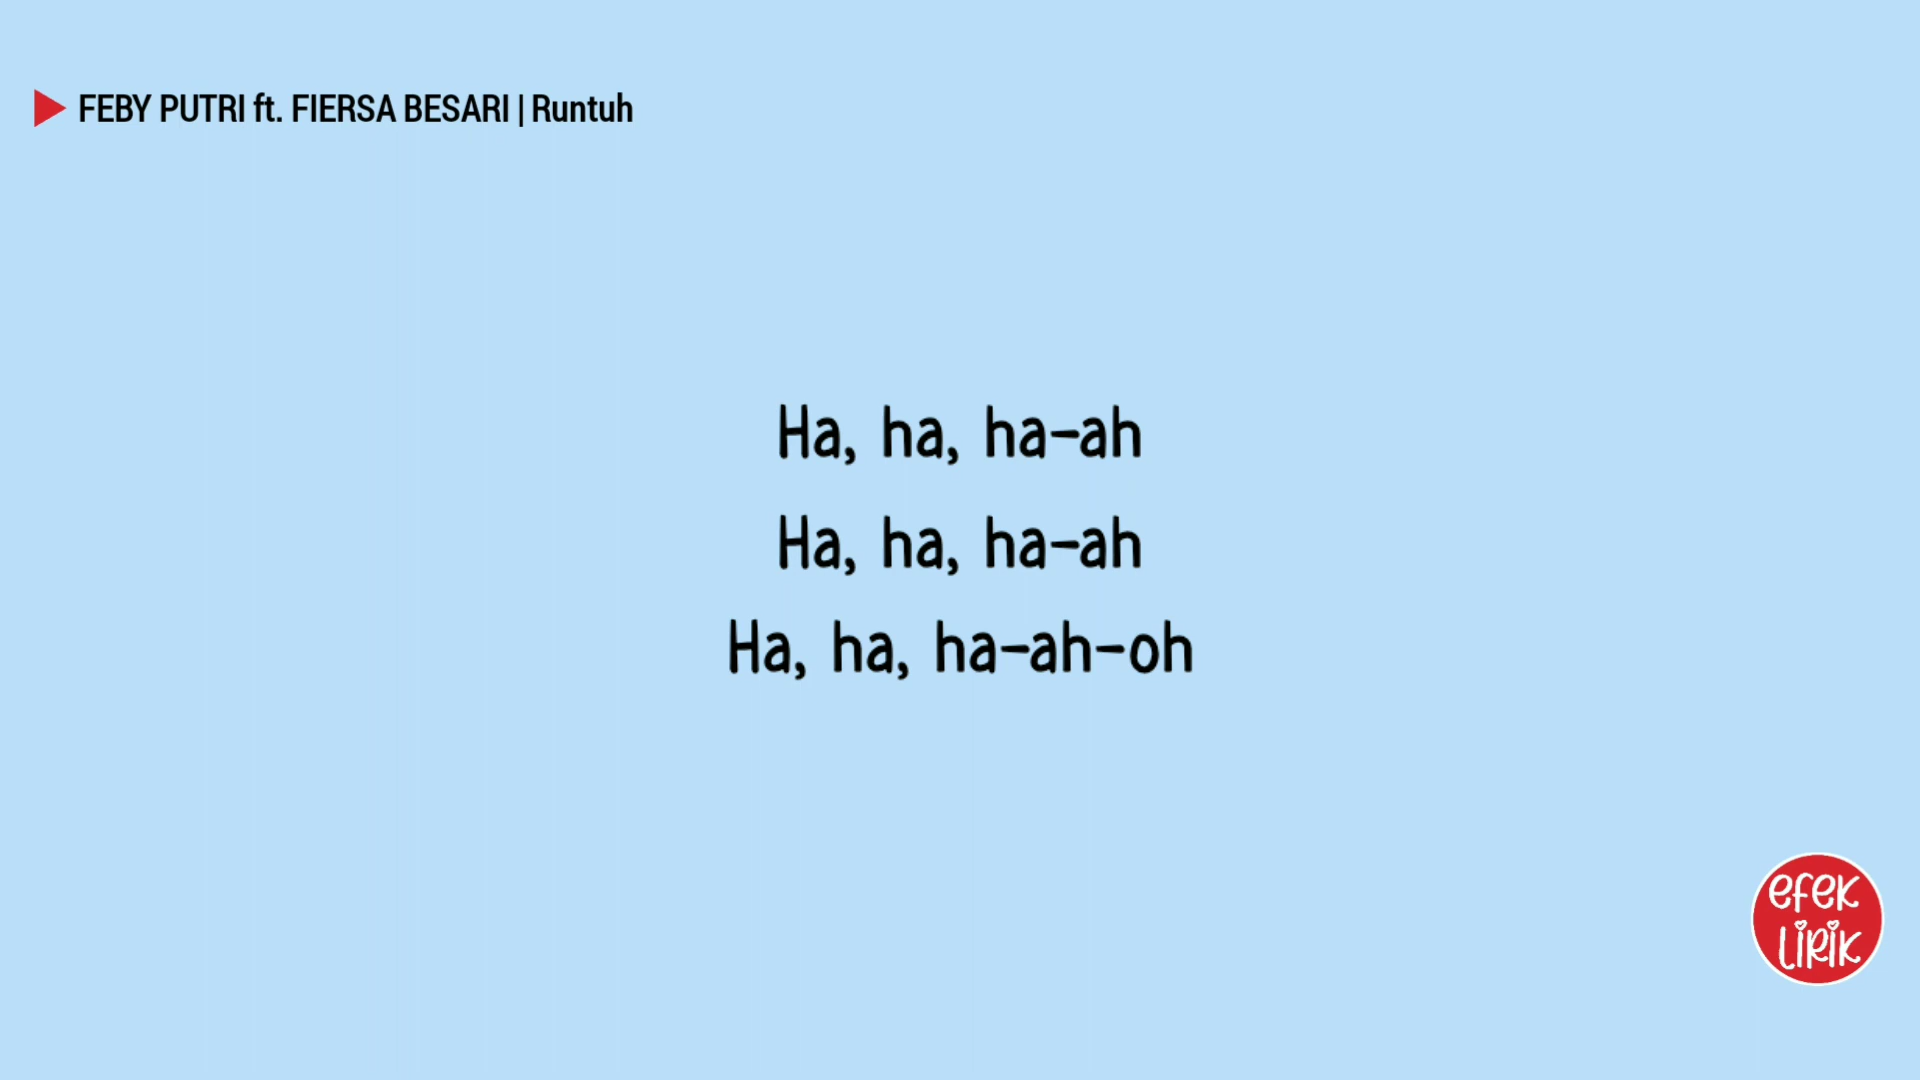 FEBY PUTRI ft. FIERSA BESARI | Runtuh
Ha, ha, ha-ah
Ha, ha, ha-ah
Ha, ha, ha-ah-oh
efek
LiRiK